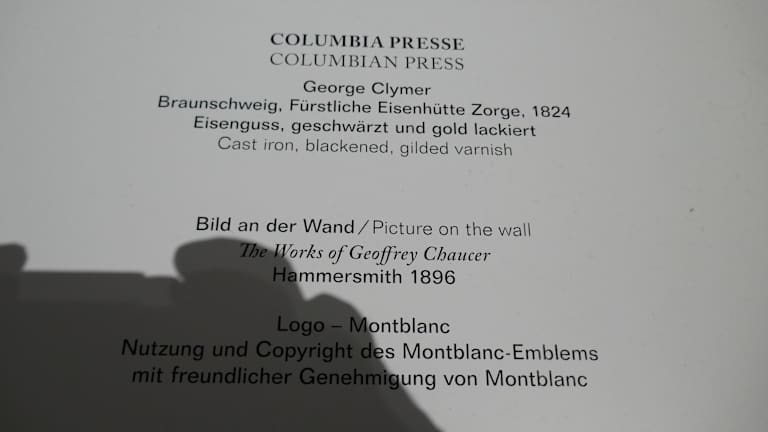 COLUMBIA PRESSE
COLUMBIAN PRESS
George Clymer
Braunschweig, Fürstliche Eisenhütte Zorge, 1824
Eisenguss, geschwärzt und gold lackiert
Cast iron, blackened, gilded varnish
Bild an der Wand / Picture on the wall
The Works of Geoffrey Chaucer
Hammersmith 1896
Logo – Montblanc
Nutzung und Copyright des Montblanc-Emblems
mit freundlicher Genehmigung von Montblanc